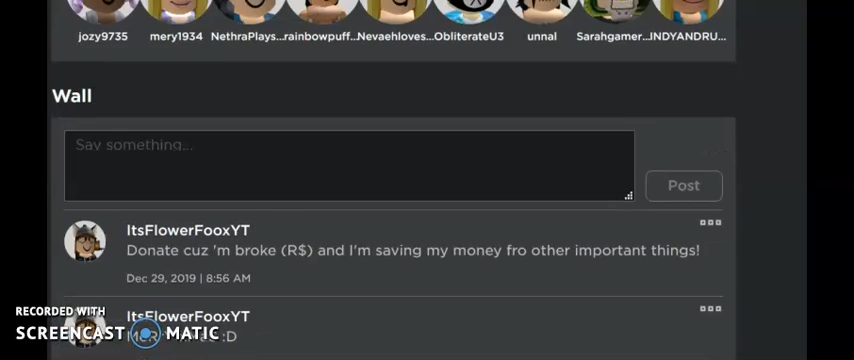 jozy9735 mery1934 NethraPlays... rainbowpuff... Nevaehloves... ObliterateU3 unnal Sarahgamer... INDYANDRU...
Wall
Say something...
Post
ItsFlowerFooxYT
Donate cuz 'm broke (R$) and I'm saving my money fro other important things!
Dec 29, 2019 | 8:56 AM
ItsFlowerFooxYT
:D
RECORDED WITH
SCREENCAST MATIC